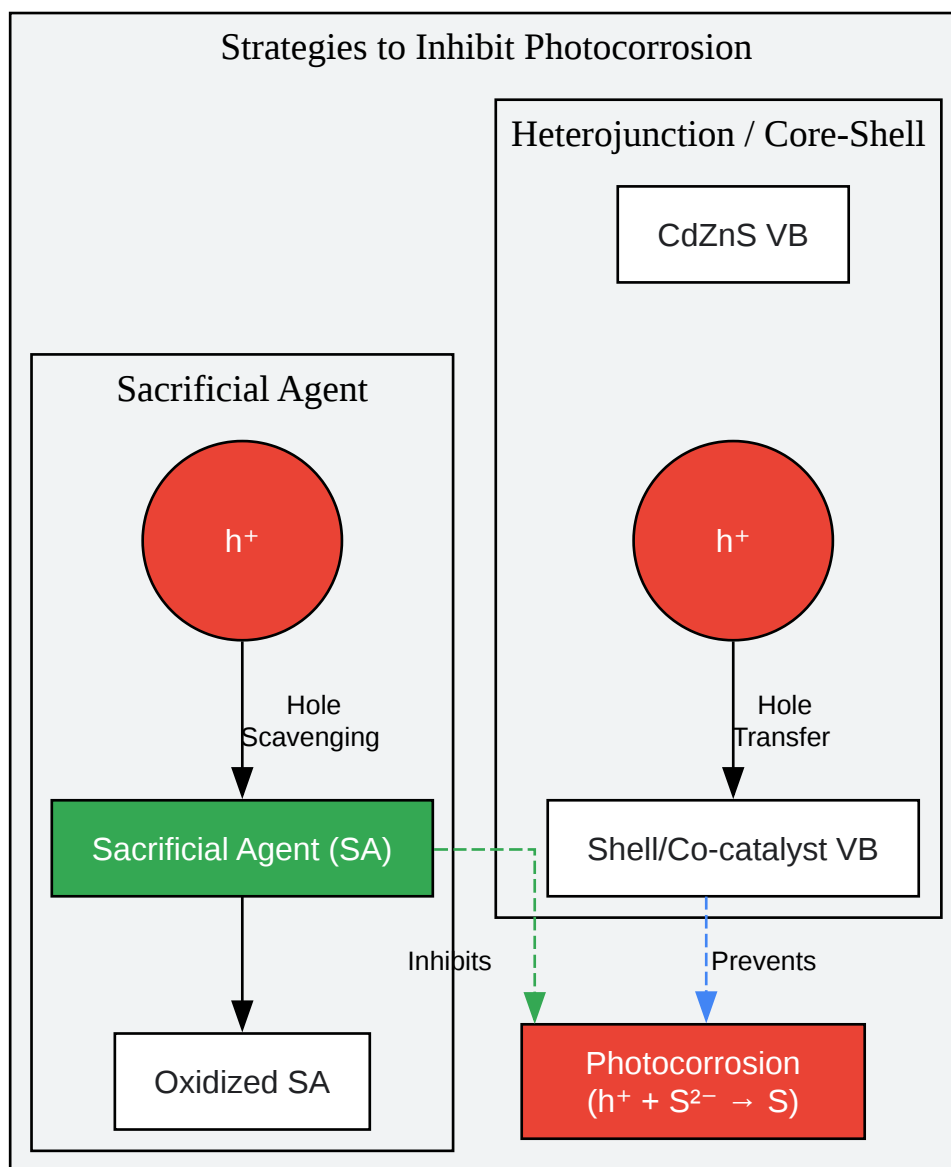 Strategies to Inhibit Photocorrosion
Heterojunction / Core-Shell
CdZnS VB
Sacrificial Agent
h⁺
h⁺
Hole
Scavenging
Hole
Transfer
Sacrificial Agent (SA)
Shell/Co-catalyst VB
Inhibits
Prevents
Oxidized SA
Photocorrosion
(h⁺ + S²⁻ → S)